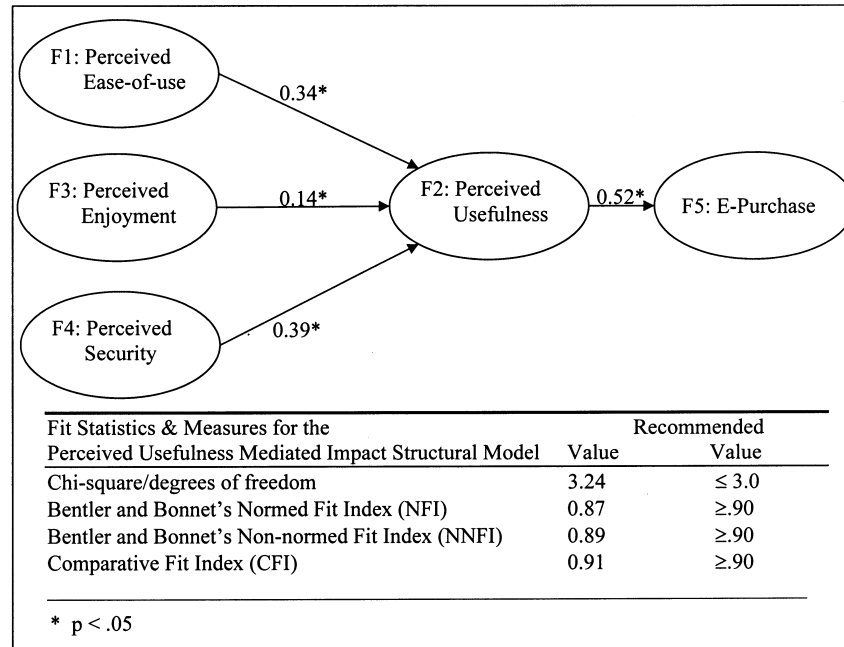 F1: Perceived
Ease-of-use
0.34*
F3: Perceived
Enjoyment
0.14*
F2: Perceived
Usefulness
0.52*
F5: E-Purchase
F4: Perceived
Security
0.39*
Fit Statistics & Measures for the Recommended
Perceived Usefulness Mediated Impact Structural Model Value Value
Chi-square/degrees of freedom 3.24 ≤ 3.0
Bentler and Bonnet's Normed Fit Index (NFI) 0.87 ≥.90
Bentler and Bonnet's Non-normed Fit Index (NNFI) 0.89 ≥.90
Comparative Fit Index (CFI) 0.91 ≥.90
* p < .05